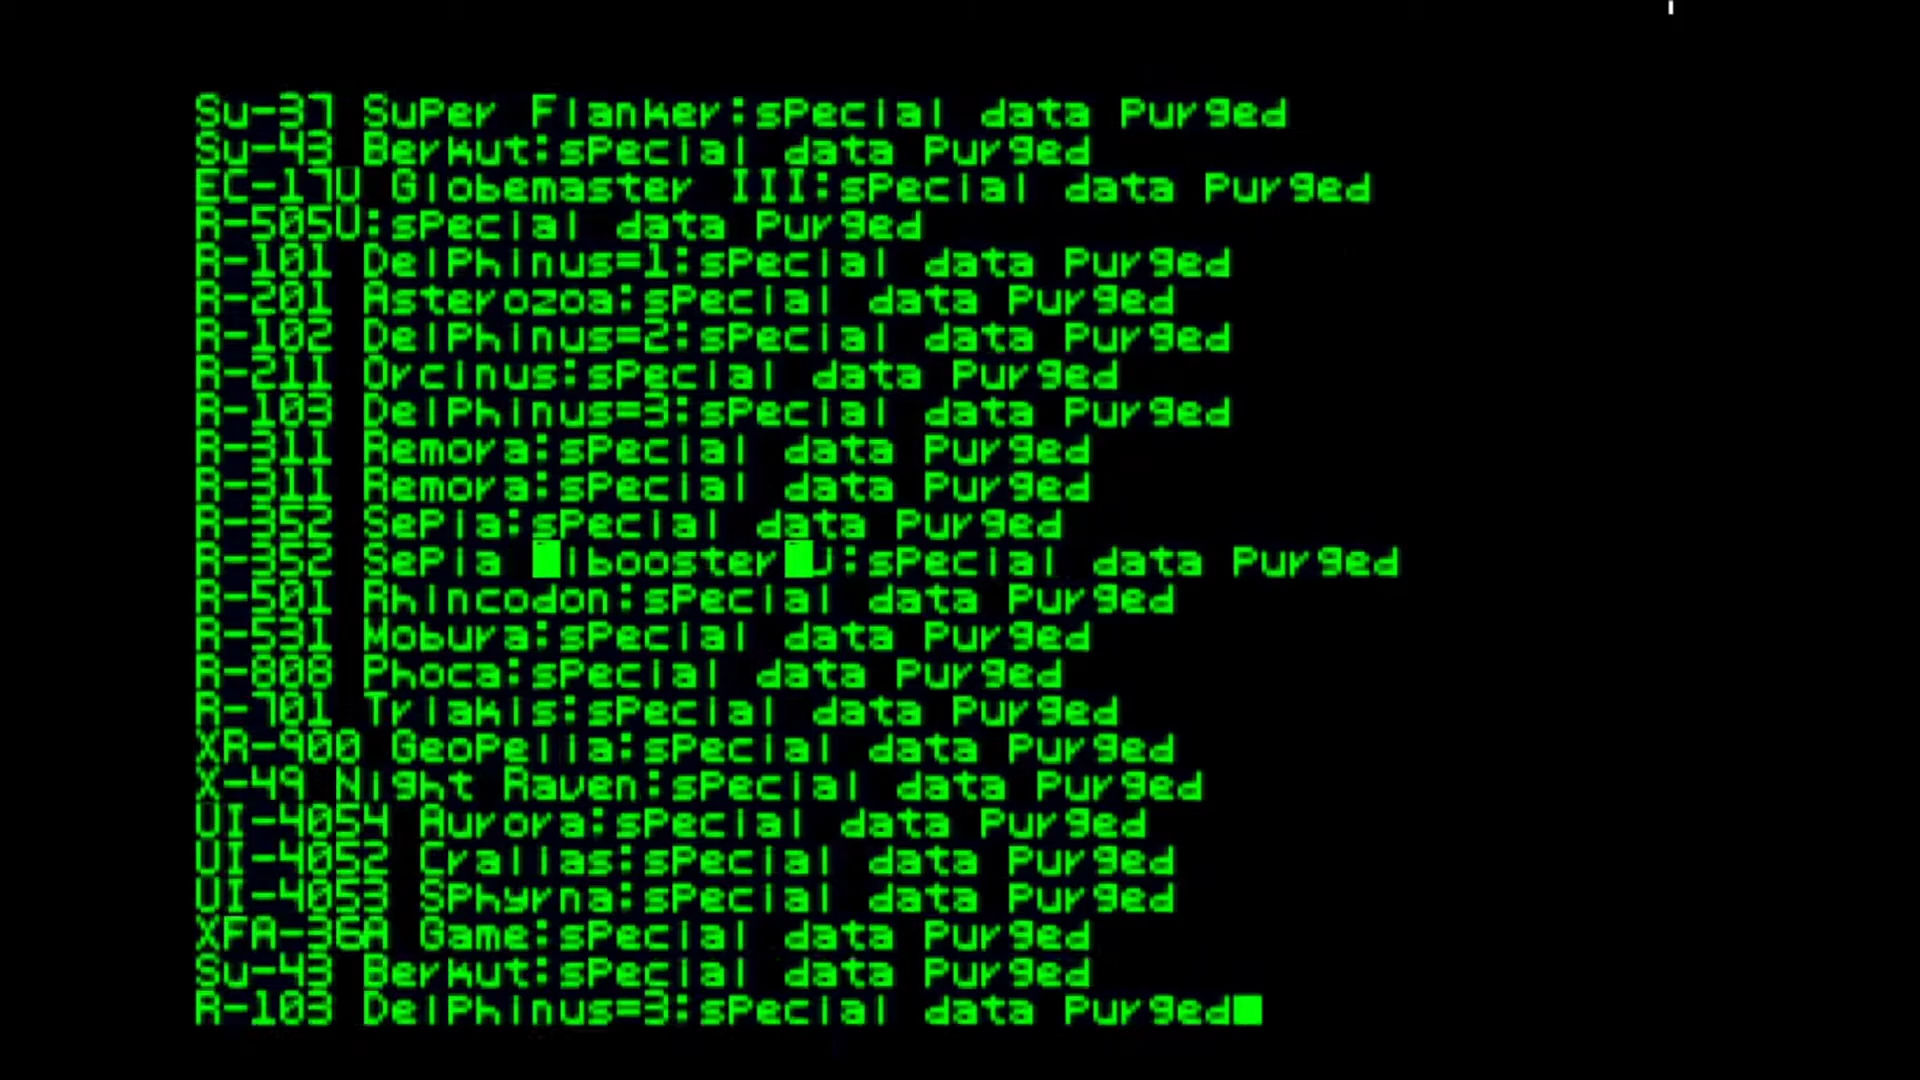 Su-37 Super Flanker:special data purged
Su-43 Berkut:special data purged
EC-17U Globemaster III:special data purged
R-505U:special data purged
R-101 Delphinus=1:special data purged
R-201 Asterozoa:special data purged
R-102 Delphinus=2:special data purged
R-211 Orcinus:special data purged
R-103 Delphinus=3:special data purged
R-311 Remora:special data purged
R-311 Remora:special data purged
R-352 Sepia:special data purged
R-352 Sepia █ibooster█U:special data purged
R-501 Rhincodon:special data purged
R-531 Mobura:special data purged
R-808 Phoca:special data purged
R-701 Triakis:special data purged
XR-900 Geopelia:special data purged
X-49 Night Raven:special data purged
UI-4054 Aurora:special data purged
UI-4052 Crallas:special data purged
UI-4053 Sphyrna:special data purged
XFA-36A Game:special data purged
Su-43 Berkut:special data purged
R-103 Delphinus=3:special data purged█